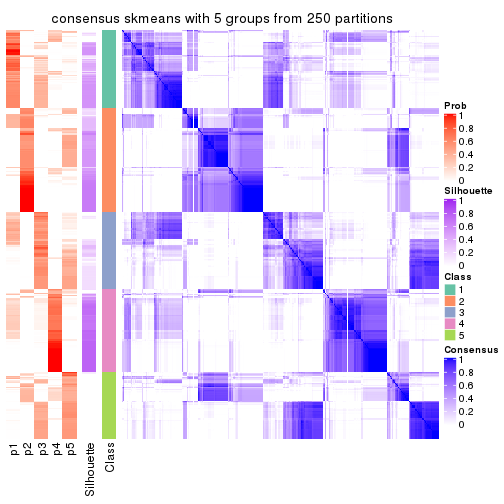 consensus skmeans with 5 groups from 250 partitions
Prob
1
0.8
0.6
0.4
0.2
0
Silhouette
1
0.8
0.6
0.4
0.2
0
Class
1
2
3
4
5
Consensus
1
0.8
0.6
0.4
0.2
0
p1
p2
p3
p4
p5
Silhouette
Class